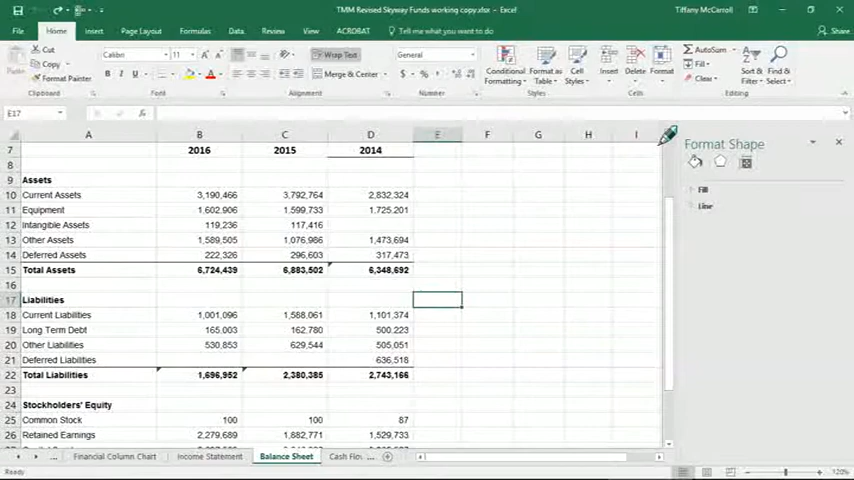 TMM Revised Skyway Funds working copy.xlsx - Excel
Tiffany McCarroll
File Home Insert Page Layout Formulas Data Review View ACROBAT Tell me what you want to do Share
Cut
Copy
Format Painter
Paste
Calibri 11
B I U
Wrap Text
Merge & Center
General
$ % ,
Conditional Formatting
Format as Table
Cell Styles
Insert Delete Format
AutoSum
Fill
Clear
Sort & Filter
Find & Select
Clipboard Font Alignment Number Styles Cells Editing
E17 fx
A B C D E F G H I
7 2016 2015 2014
8
9 Assets
10 Current Assets 3,190,466 3,792,764 2,832,324
11 Equipment 1,602,906 1,599,733 1,725,201
12 Intangible Assets 119,236 117,416
13 Other Assets 1,589,505 1,076,986 1,473,694
14 Deferred Assets 222,326 296,603 317,473
15 Total Assets 6,724,439 6,883,502 6,348,692
16
17 Liabilities
18 Current Liabilities 1,001,096 1,588,061 1,101,374
19 Long Term Debt 165,003 162,780 500,223
20 Other Liabilities 530,853 629,544 505,051
21 Deferred Liabilities 636,518
22 Total Liabilities 1,696,952 2,380,385 2,743,166
23
24 Stockholders' Equity
25 Common Stock 100 100 87
26 Retained Earnings 2,279,689 1,882,771 1,529,733
Format Shape
Fill
Line
... Financial Column Chart Income Statement Balance Sheet Cash Flo ...
120%